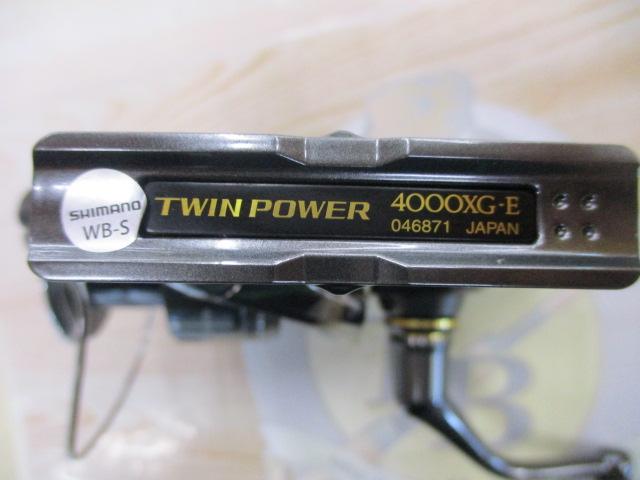 SHIMANO
WB-S
TWIN POWER
4000XG-E
046871 JAPAN